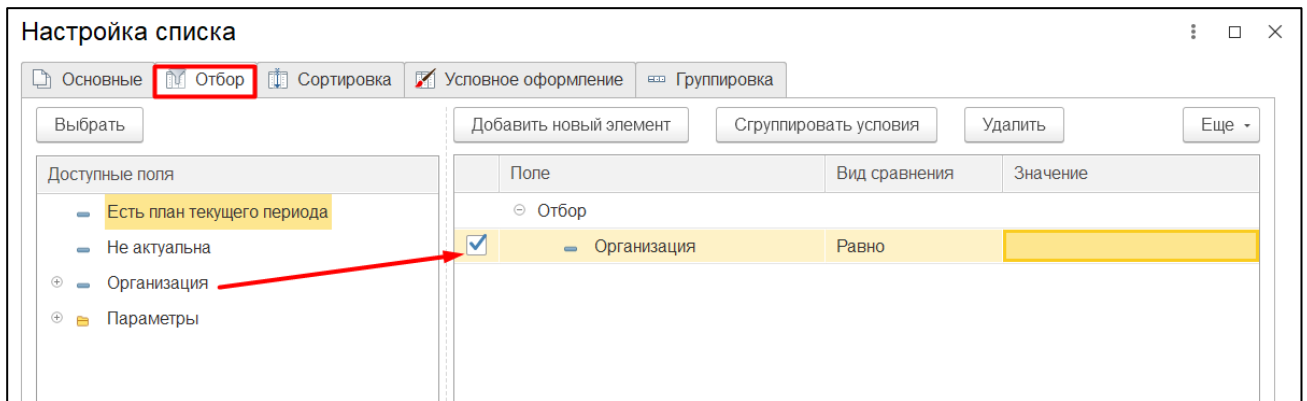 Настройка списка
Основные Отбор Сортировка Условное оформление Группировка
Выбрать Добавить новый элемент Сгруппировать условия Удалить Еще
Доступные поля Поле Вид сравнения Значение
Есть план текущего периода Отбор
Не актуальна Организация Равно
Организация
Параметры